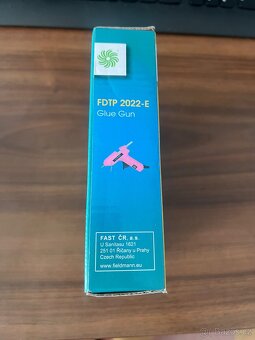 FDTP 2022-E
Glue Gun
FAST ČR, a.s.
U Sanitasu 1621
251 01 Říčany u Prahy
Czech Republic
www.fieldmann.eu